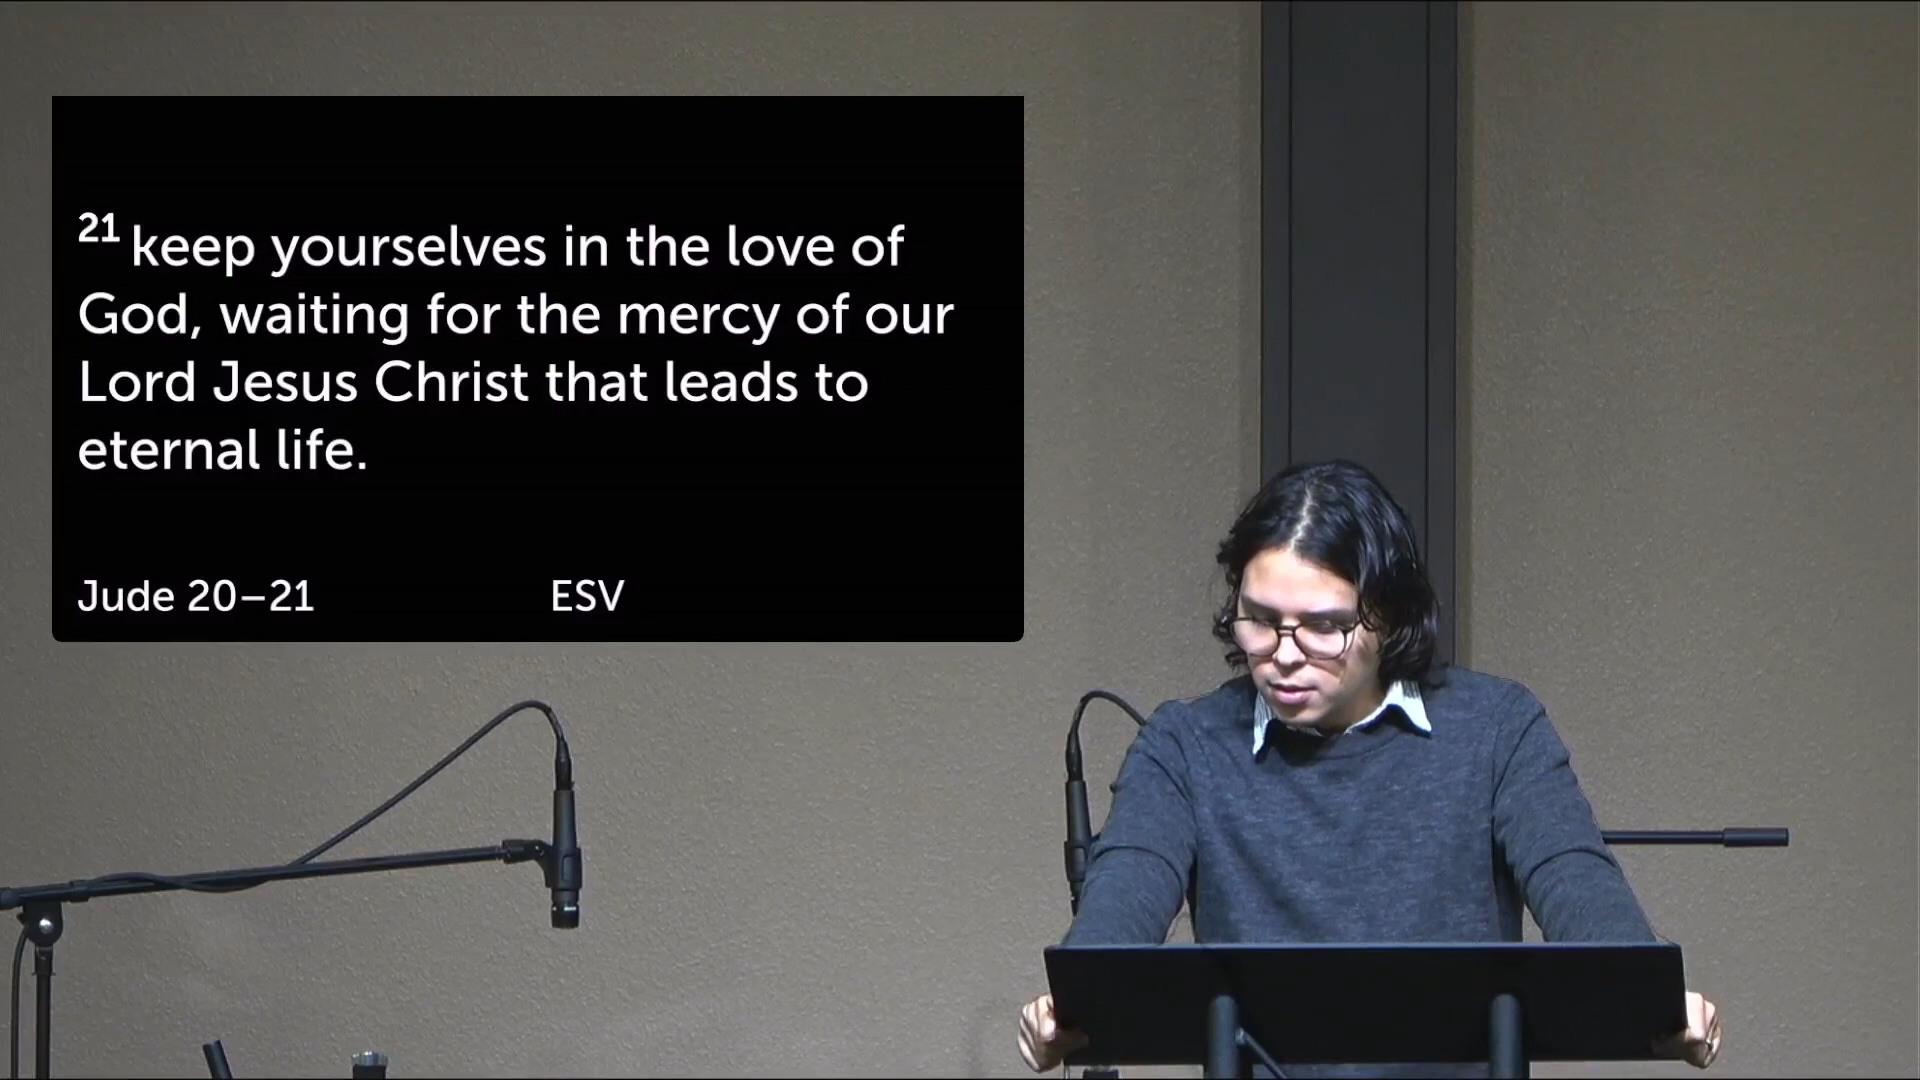 21 keep yourselves in the love of
God, waiting for the mercy of our
Lord Jesus Christ that leads to
eternal life.
Jude 20–21 ESV